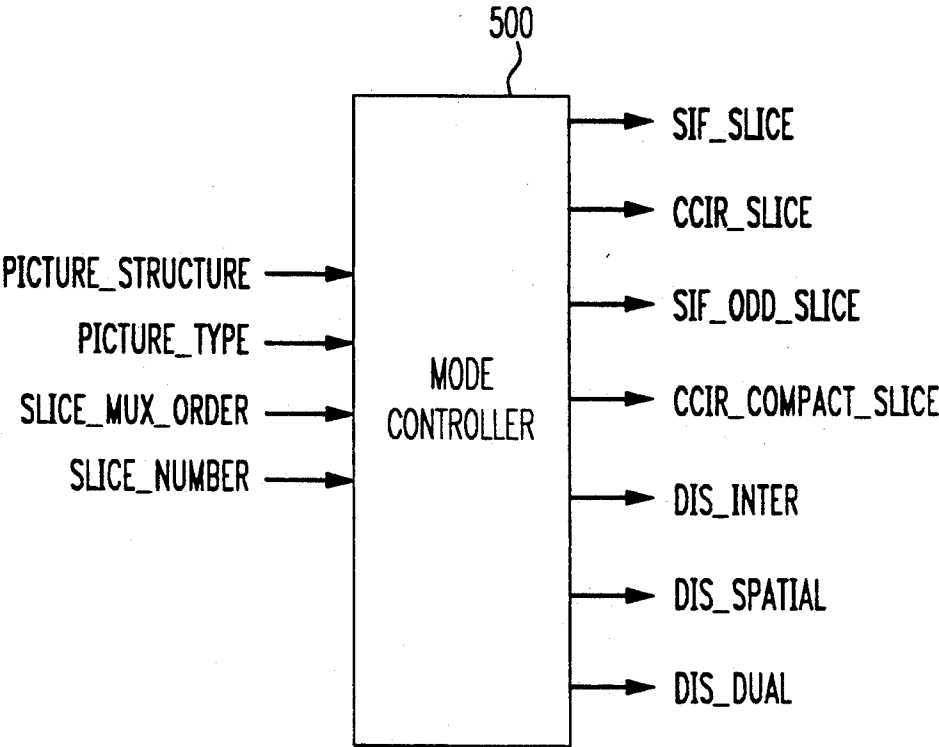 500
PICTURE_STRUCTURE
PICTURE_TYPE
SLICE_MUX_ORDER
SLICE_NUMBER
MODE
CONTROLLER
SIF_SLICE
CCIR_SLICE
SIF_ODD_SLICE
CCIR_COMPACT_SLICE
DIS_INTER
DIS_SPATIAL
DIS_DUAL